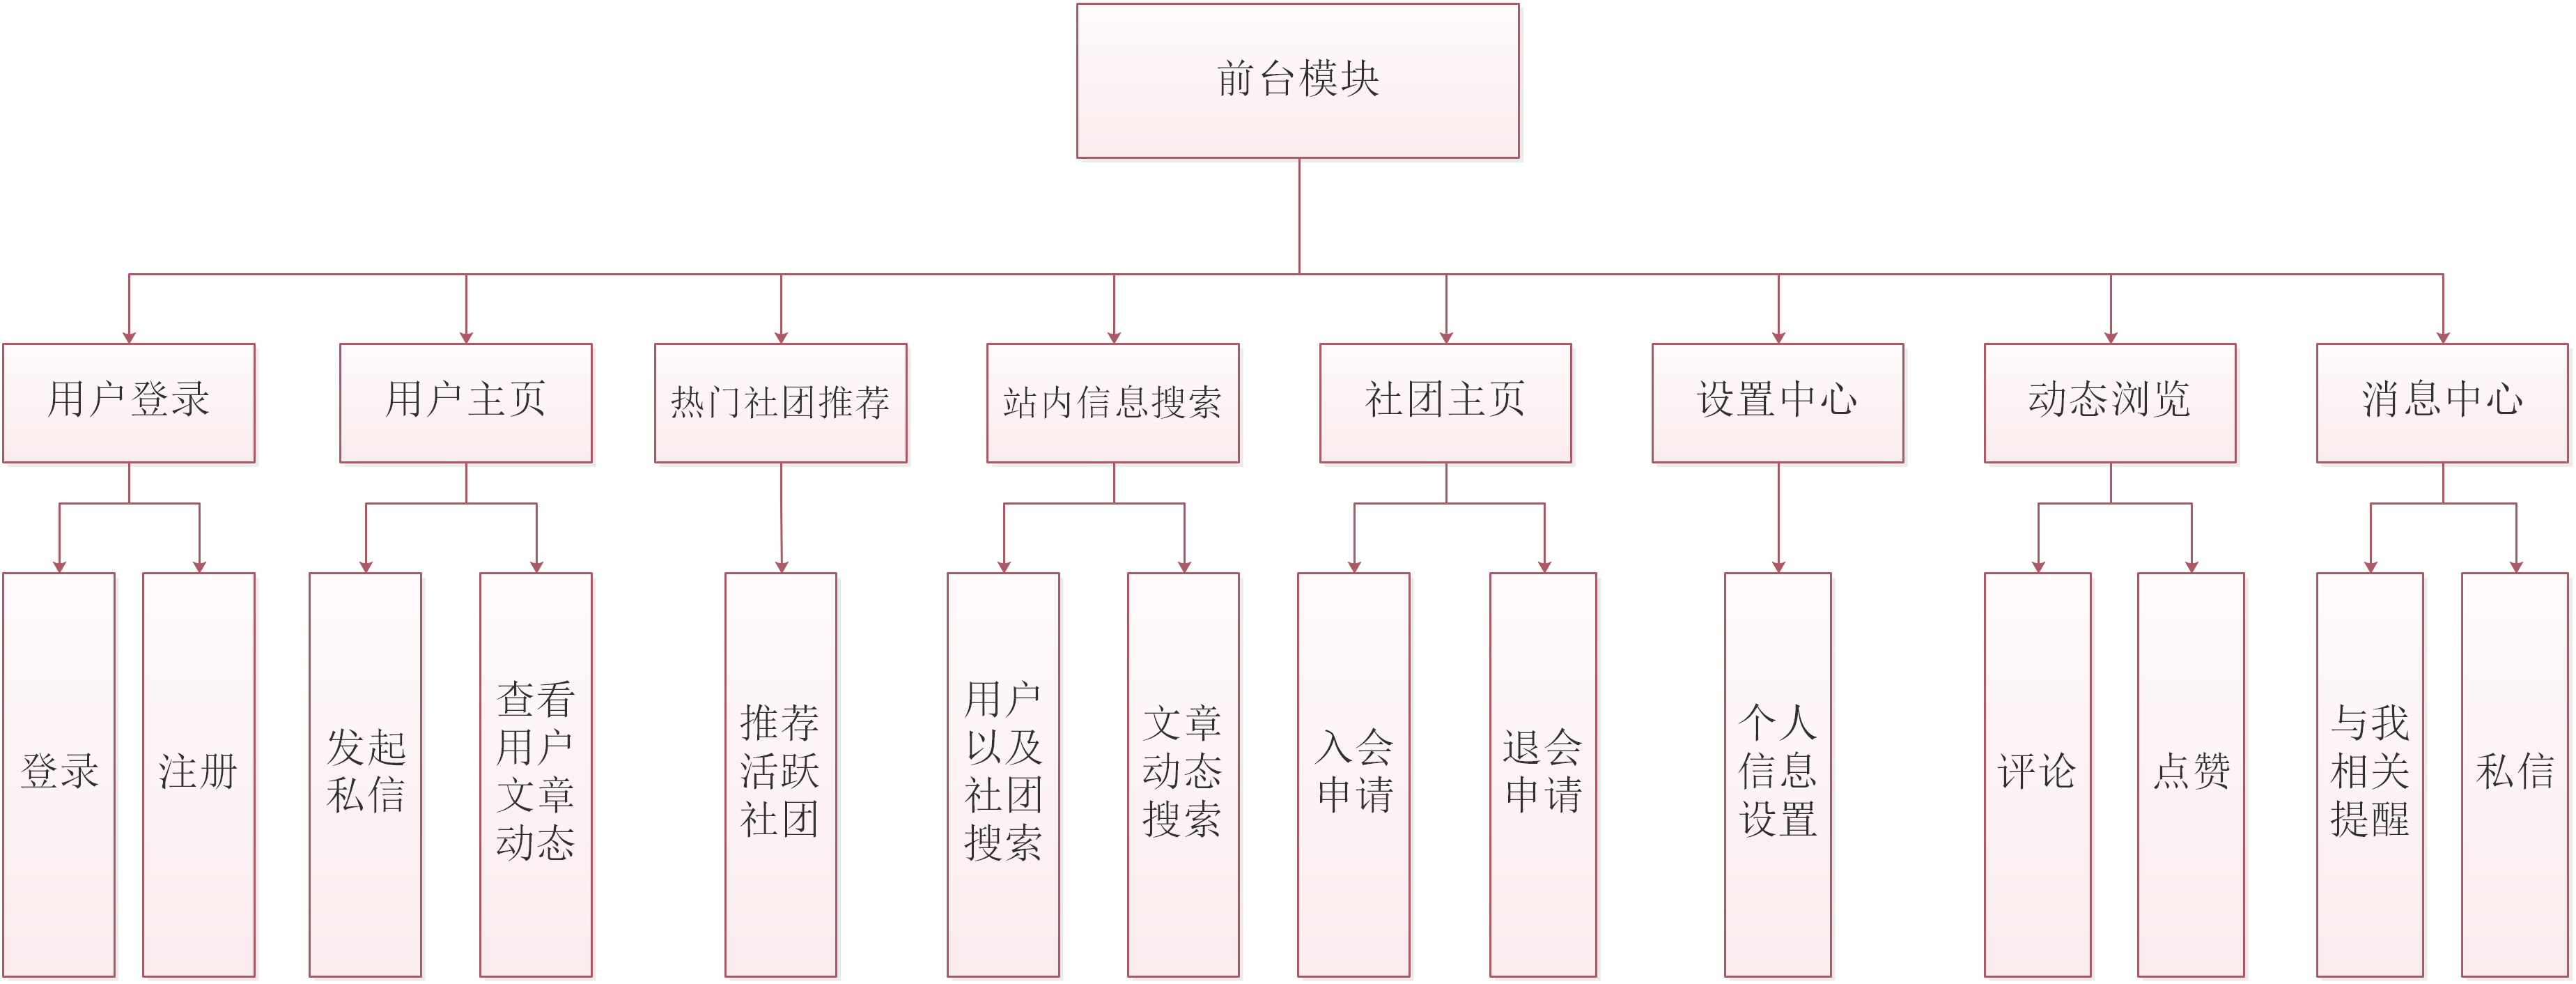 前台模块
用户登录
用户主页
热门社团推荐
站内信息搜索
社团主页
设置中心
动态浏览
消息中心
登录
注册
发起
私信
查看
用户
文章
动态
推荐
活跃
社团
用户
以及
社团
搜索
文章
动态
搜索
入会
申请
退会
申请
个人
信息
设置
评论
点赞
与我
相关
提醒
私信